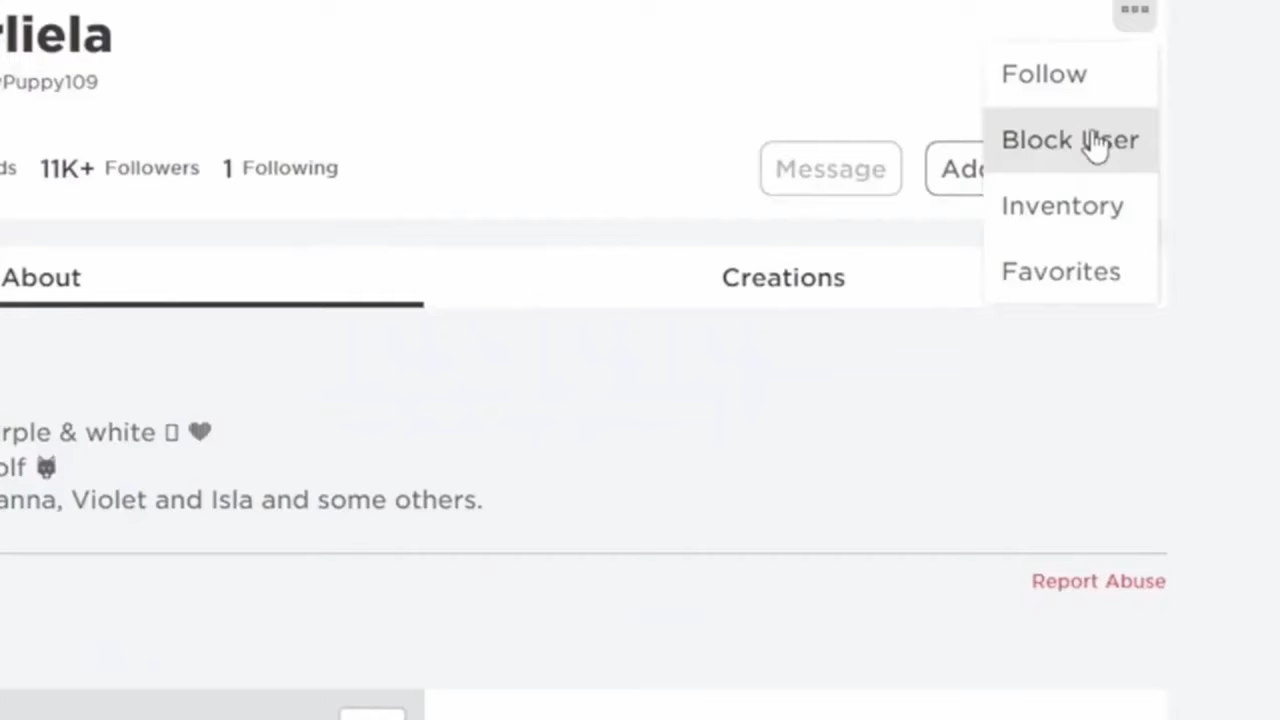 rliela
Puppy109
Follow
Block User
ds 11K+ Followers 1 Following
Message
Add
Inventory
Favorites
About
Creations
rple & white
olf
anna, Violet and Isla and some others.
Report Abuse